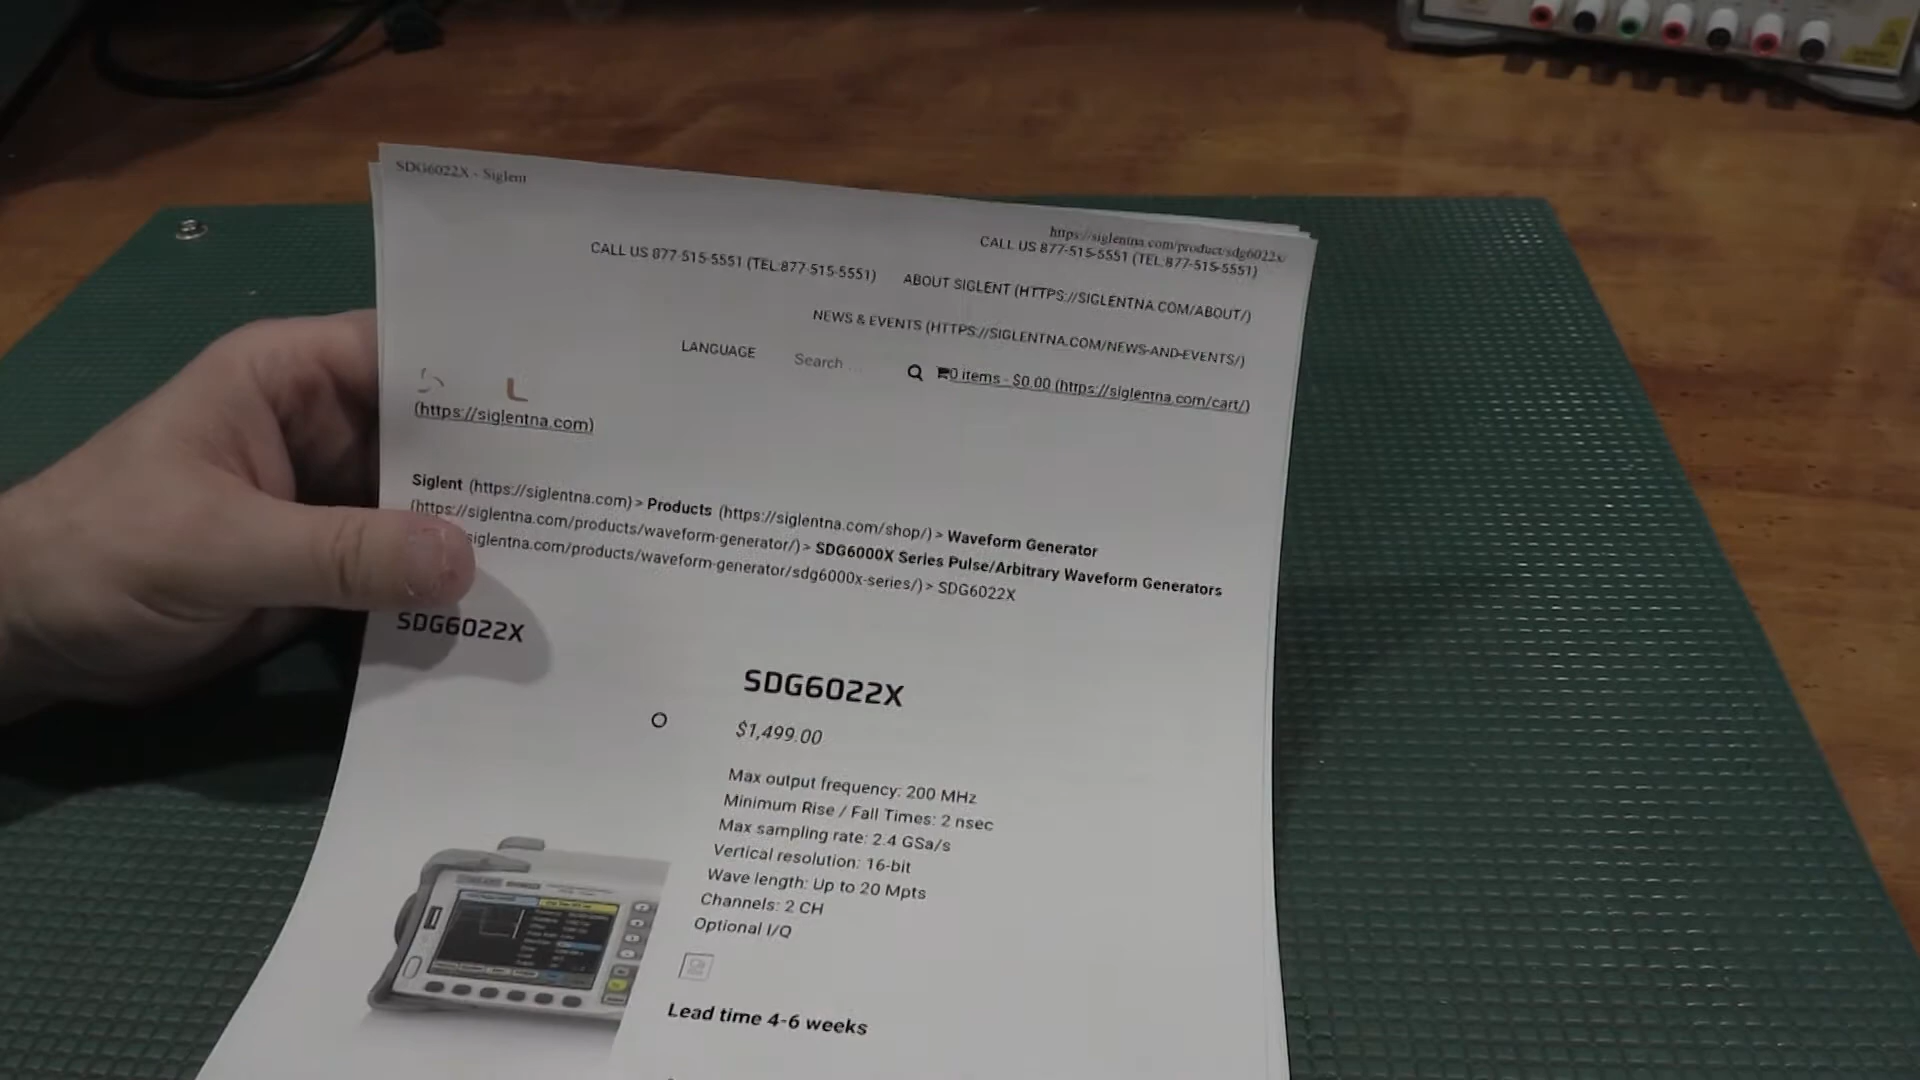 SDG6022X - Siglent
https://siglentna.com/product/sdg6022x/
CALL US 877-515-5551 (TEL:877-515-5551)
CALL US 877-515-5551 (TEL:877-515-5551)
ABOUT SIGLENT (HTTPS://SIGLENTNA.COM/ABOUT/)
NEWS & EVENTS (HTTPS://SIGLENTNA.COM/NEWS-AND-EVENTS/)
LANGUAGE
Search ...
0 items - $0.00 (https://siglentna.com/cart/)
(https://siglentna.com)
Siglent (https://siglentna.com) > Products (https://siglentna.com/shop/) > Waveform Generator
(https://siglentna.com/products/waveform-generator/) > SDG6000X Series Pulse/Arbitrary Waveform Generators
siglentna.com/products/waveform-generator/sdg6000x-series/) > SDG6022X
SDG6022X
SDG6022X
$1,499.00
Max output frequency: 200 MHz
Minimum Rise / Fall Times: 2 nsec
Max sampling rate: 2.4 GSa/s
Vertical resolution: 16-bit
Wave length: Up to 20 Mpts
Channels: 2 CH
Optional I/Q
Lead time 4-6 weeks